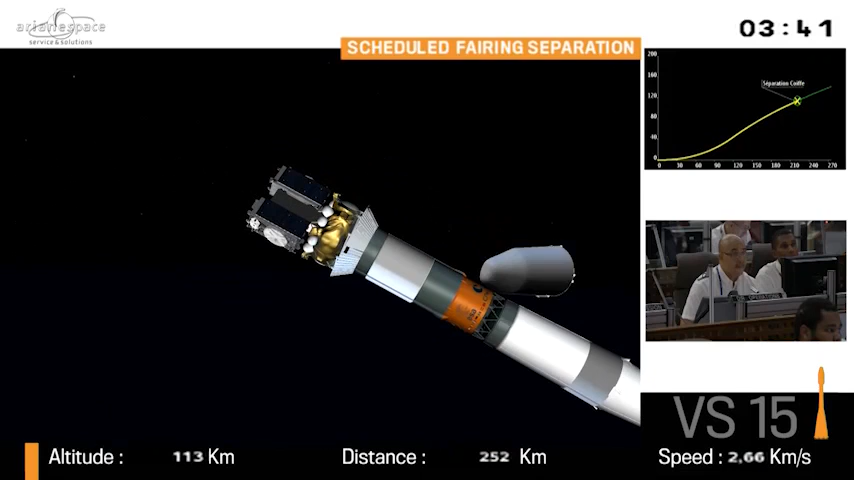 arianespace
service & solutions
SCHEDULED FAIRING SEPARATION
03:41
200
160
120
80
40
0
Séparation Coiffe
0 30 60 90 120 150 180 210 240 270
VS 15
Altitude : 113 Km Distance : 252 Km Speed : 2,66 Km/s